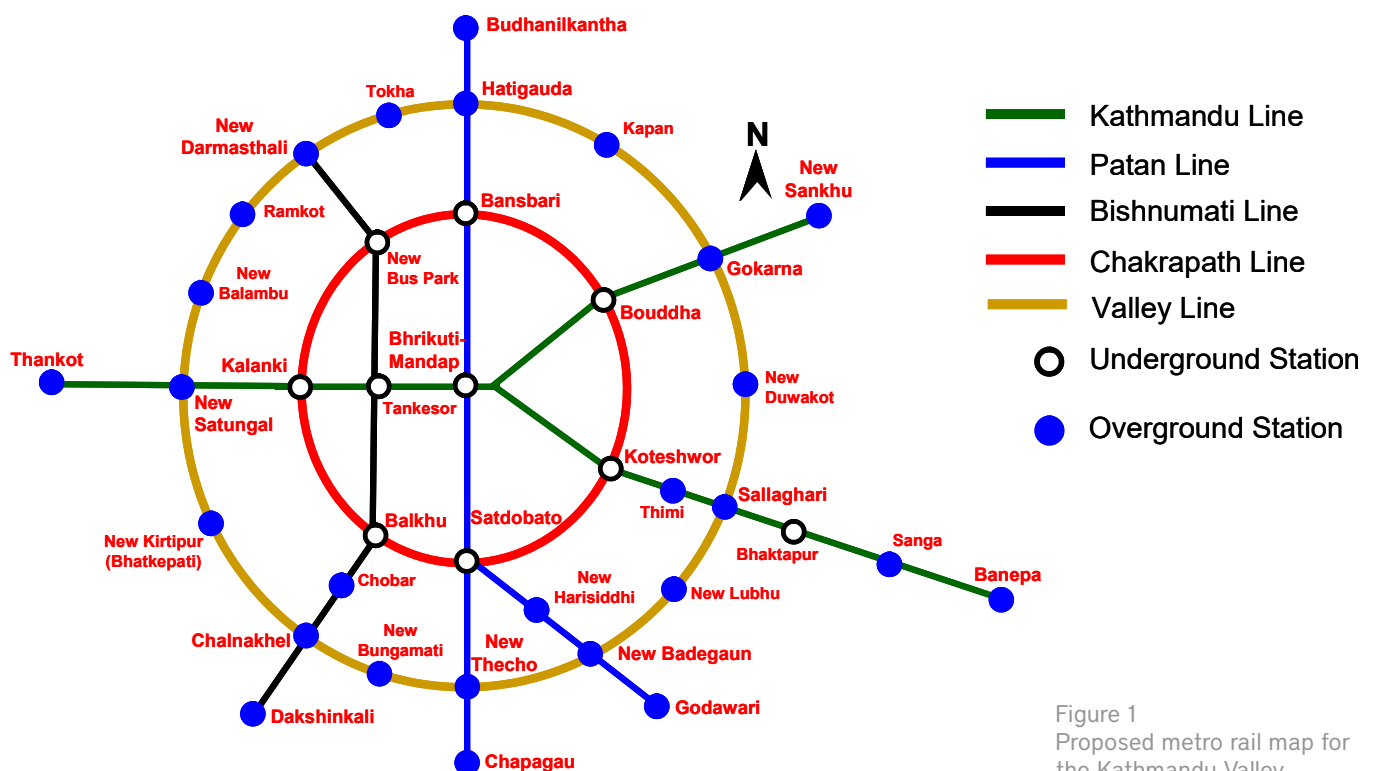 Budhanilkantha
Tokha
Hatigauda
New
Darmasthali
Kapan
N
New
Sankhu
Ramkot
Bansbari
New
Bus Park
Gokarna
New
Balambu
Bouddha
Thankot
Kalanki
Bhrikuti-
Mandap
New
Satungal
Tankesor
New
Duwakot
Koteshwor
Thimi
Sallaghari
Balkhu
Satdobato
Bhaktapur
Sanga
New Kirtipur
(Bhatkepati)
Chobar
New
Harisiddhi
New Lubhu
Banepa
Chalnakhel
New
Bungamati
New
Thecho
New Badegaun
Dakshinkali
Godawari
Chapagau
Kathmandu Line
Patan Line
Bishnumati Line
Chakrapath Line
Valley Line
Underground Station
Overground Station
Figure 1
Proposed metro rail map for
the Kathmandu Valley